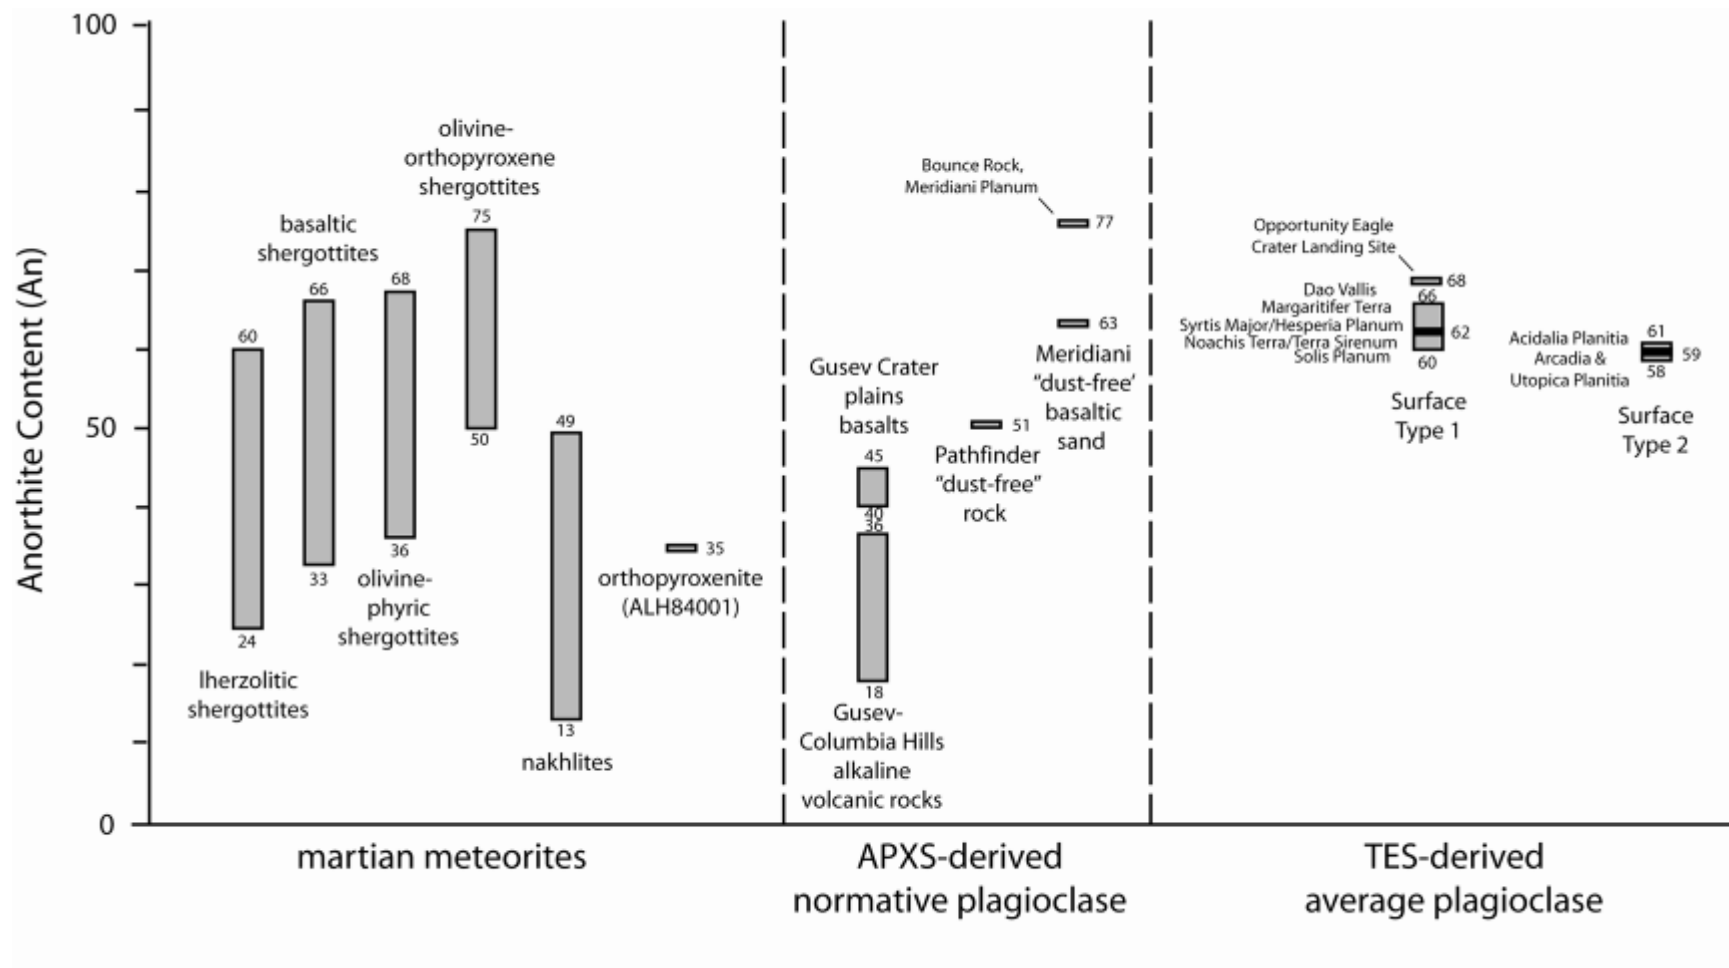 100
50
0
Anorthite Content (An)
60
24
lherzolitic
shergottites
basaltic
shergottites
66
33
68
36
olivine-
phyric
shergottites
olivine-
orthopyroxene
shergottites
75
50
49
13
nakhlites
35
orthopyroxenite
(ALH84001)
martian meteorites
Gusev Crater
plains
basalts
45
40
36
18
Gusev-
Columbia Hills
alkaline
volcanic rocks
51
Pathfinder
“dust-free”
rock
Bounce Rock,
Meridiani Planum
77
63
Meridiani
“dust-free’
basaltic
sand
APXS-derived
normative plagioclase
Opportunity Eagle
Crater Landing Site
68
Dao Vallis
Margaritifer Terra
Syrtis Major/Hesperia Planum
Noachis Terra/Terra Sirenum
Solis Planum
66
62
60
Surface
Type 1
Acidalia Planitia
Arcadia &
Utopica Planitia
61
59
58
Surface
Type 2
TES-derived
average plagioclase